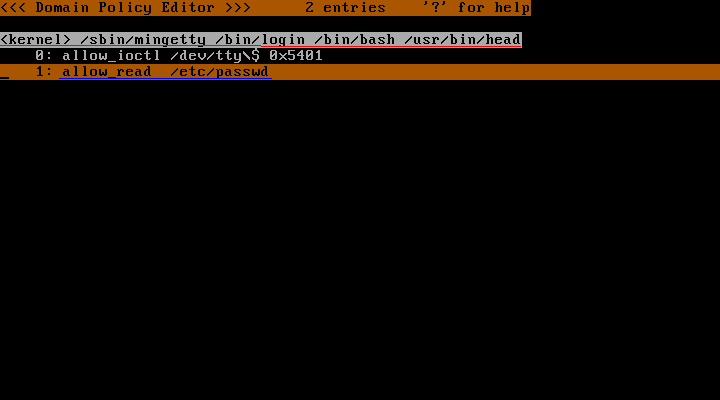 <<< Domain Policy Editor >>>      2 entries    '?' for help
<kernel> /sbin/mingetty /bin/login /bin/bash /usr/bin/head
    0: allow_ioctl /dev/tty\$ 0x5401
_   1: allow_read  /etc/passwd